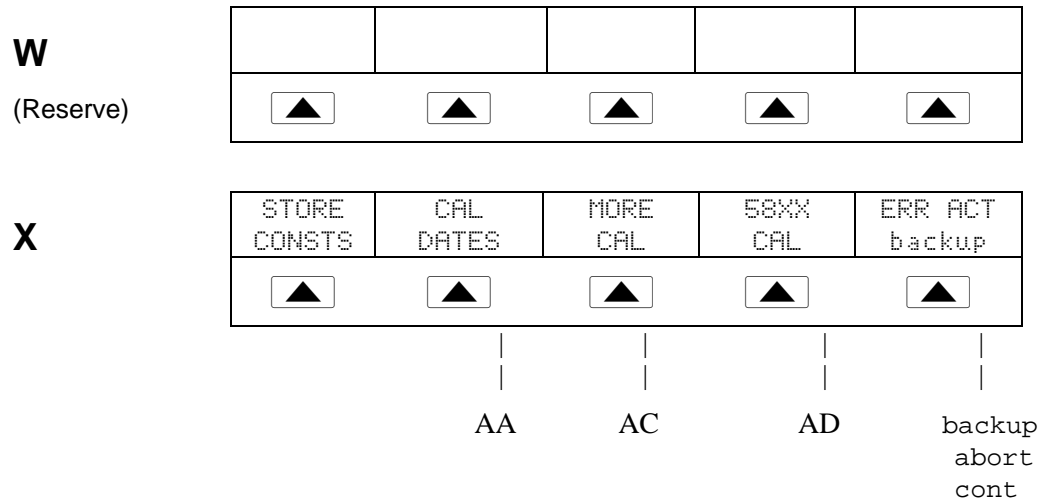 W
(Reserve)
X
STORE CONSTS
CAL DATES
MORE CAL
58XX CAL
ERR ACT backup
AA
AC
AD
backup
abort
cont